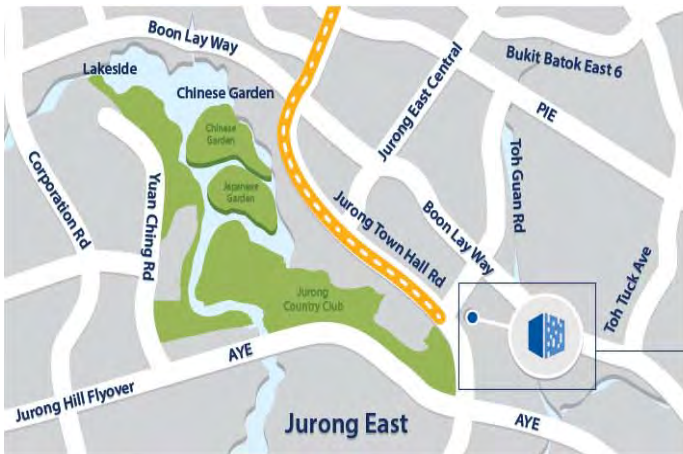 Boon Lay Way
Bukit Batok East 6
Lakeside
Chinese Garden
Jurong East Central
PIE
Chinese
Garden
Japanese
Garden
Corporation Rd
Yuan Ching Rd
Toh Guan Rd
Jurong Town Hall Rd
Boon Lay Way
Toh Tuck Ave
Jurong
Country Club
AYE
Jurong Hill Flyover
Jurong East
AYE